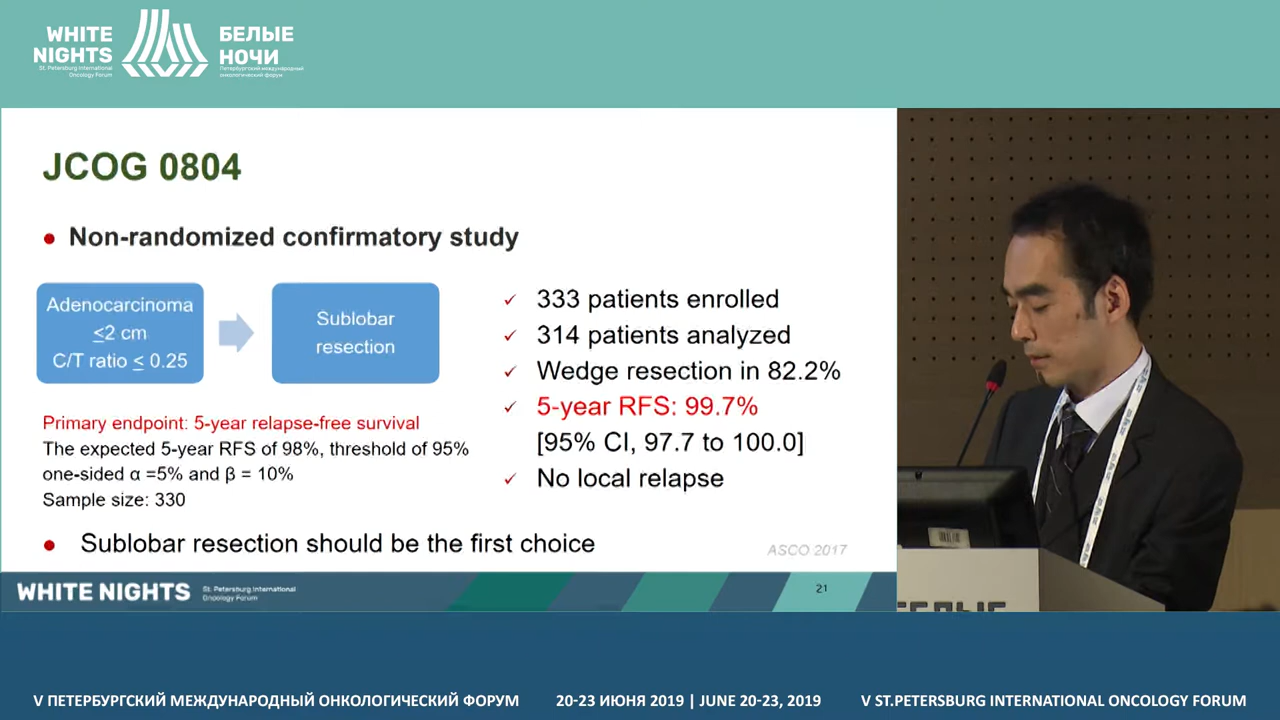 WHITE
NIGHTS
St. Petersburg International
Oncology Forum
БЕЛЫЕ
НОЧИ
Петербургский международный
онкологический форум
JCOG 0804
Non-randomized confirmatory study
Adenocarcinoma
≤2 cm
C/T ratio ≤ 0.25
Sublobar
resection
333 patients enrolled
314 patients analyzed
Wedge resection in 82.2%
5-year RFS: 99.7%
[95% CI, 97.7 to 100.0]
No local relapse
Primary endpoint: 5-year relapse-free survival
The expected 5-year RFS of 98%, threshold of 95%
one-sided α =5% and β = 10%
Sample size: 330
Sublobar resection should be the first choice
ASCO 2017
WHITE NIGHTS
St. Petersburg International
Oncology Forum
21
БЕЛЫЕ
V ПЕТЕРБУРГСКИЙ МЕЖДУНАРОДНЫЙ ОНКОЛОГИЧЕСКИЙ ФОРУМ
20-23 ИЮНЯ 2019 | JUNE 20-23, 2019
V ST.PETERSBURG INTERNATIONAL ONCOLOGY FORUM